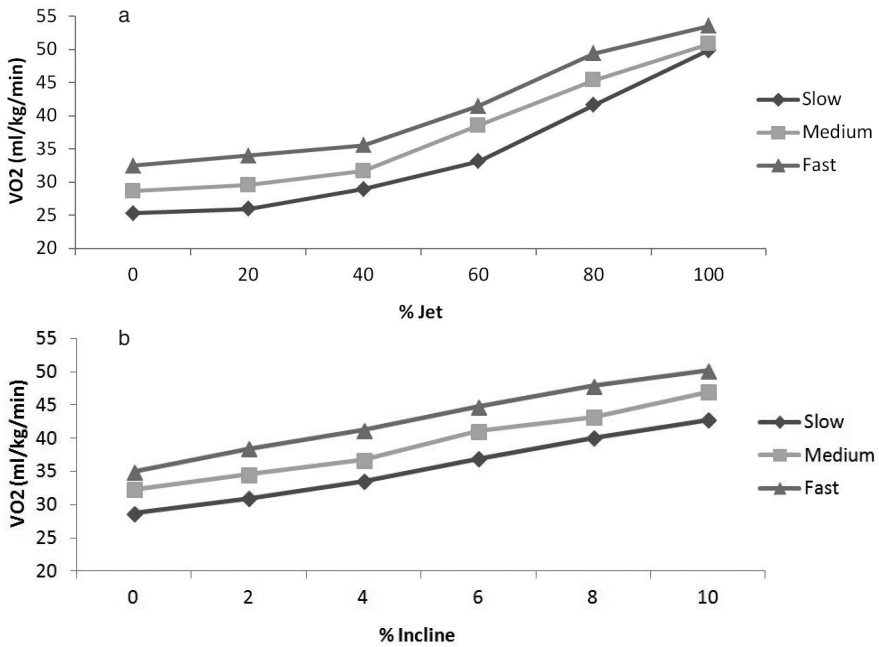 a
55
50
45
40
35
30
25
20
VO2 (ml/kg/min)
0 20 40 60 80 100
% Jet
Slow
Medium
Fast
b
55
50
45
40
35
30
25
20
VO2 (ml/kg/min)
0 2 4 6 8 10
% Incline
Slow
Medium
Fast